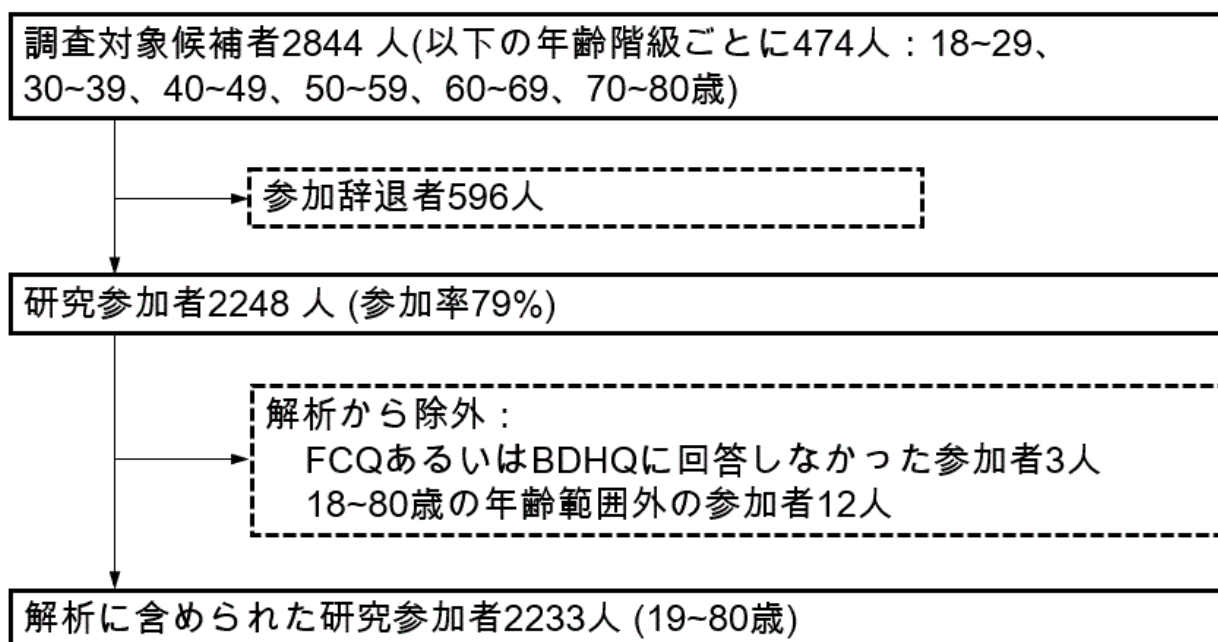 調査対象候補者2844 人(以下の年齢階級ごとに474人：18~29、
30~39、40~49、50~59、60~69、70~80歳)
参加辞退者596人
研究参加者2248 人 (参加率79%)
解析から除外：
FCQあるいはBDHQに回答しなかった参加者3人
18~80歳の年齢範囲外の参加者12人
解析に含められた研究参加者2233人 (19~80歳)